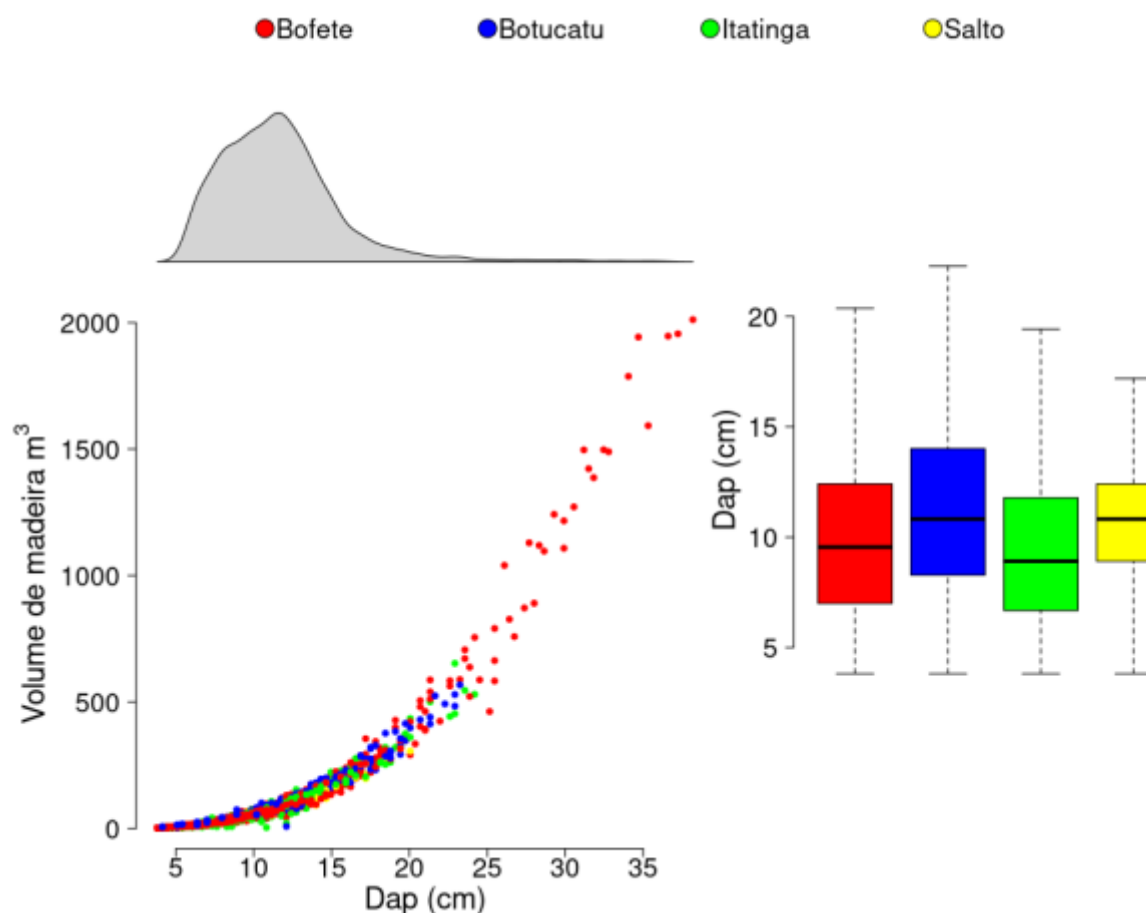 Bofete Botucatu Itatinga Salto
2000
1500
1000
500
0
Volume de madeira m³
5 10 15 20 25 30 35
Dap (cm)
20
15
10
5
Dap (cm)